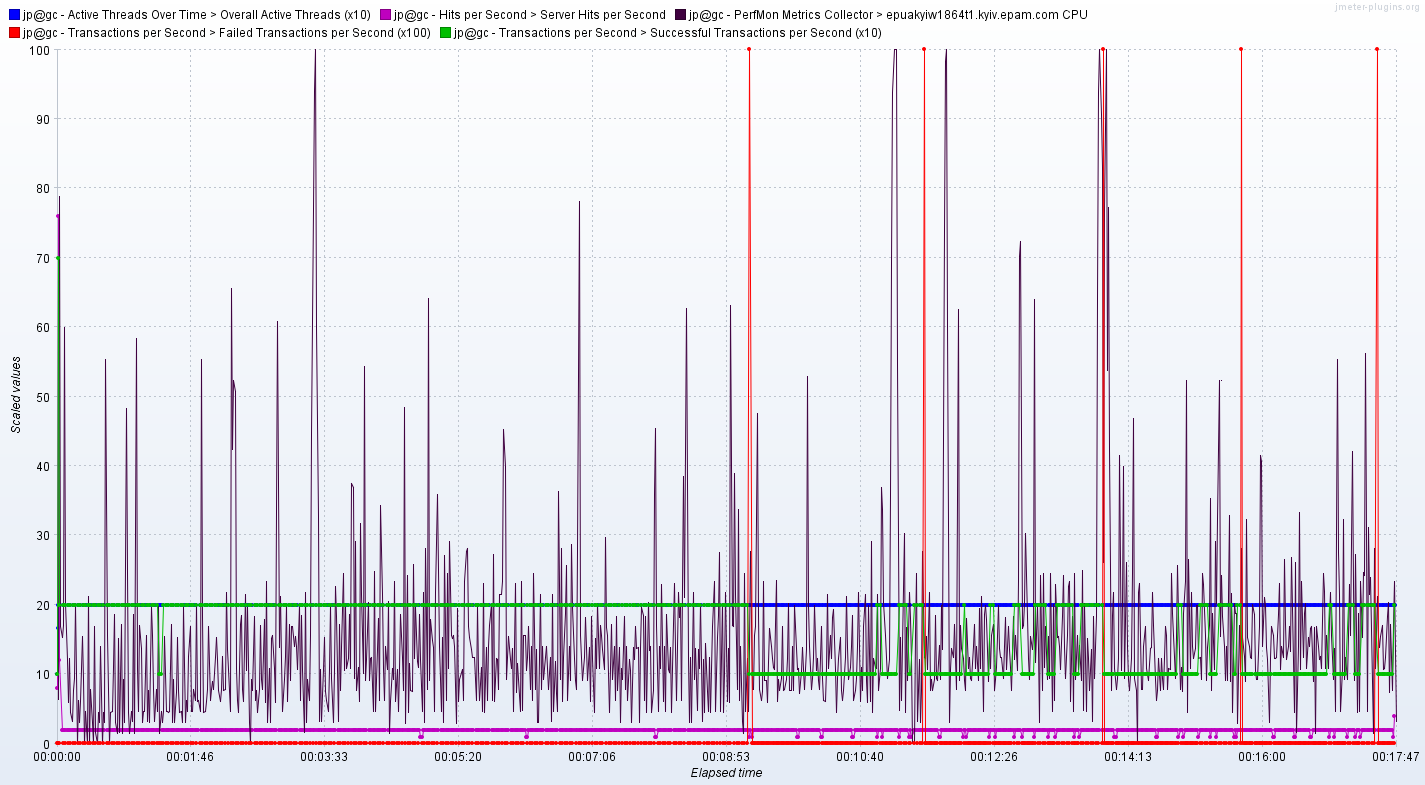 jmeter-plugins.org
jp@gc - Active Threads Over Time > Overall Active Threads (x10) jp@gc - Hits per Second > Server Hits per Second jp@gc - PerfMon Metrics Collector > epuakyiw1864t1.kyiv.epam.com CPU
jp@gc - Transactions per Second > Failed Transactions per Second (x100) jp@gc - Transactions per Second > Successful Transactions per Second (x10)
100
90
80
70
60
50
40
30
20
10
0
Scaled values
00:00:00 00:01:46 00:03:33 00:05:20 00:07:06 00:08:53 00:10:40 00:12:26 00:14:13 00:16:00 00:17:47
Elapsed time